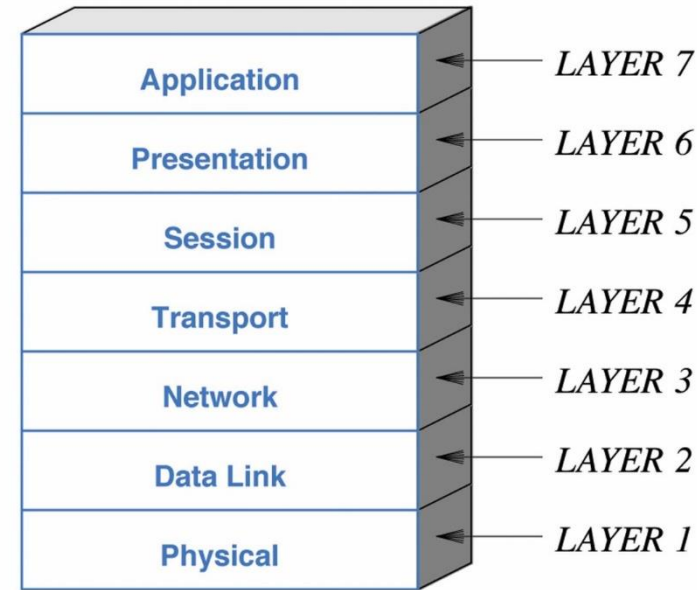 Application LAYER 7
Presentation LAYER 6
Session LAYER 5
Transport LAYER 4
Network LAYER 3
Data Link LAYER 2
Physical LAYER 1